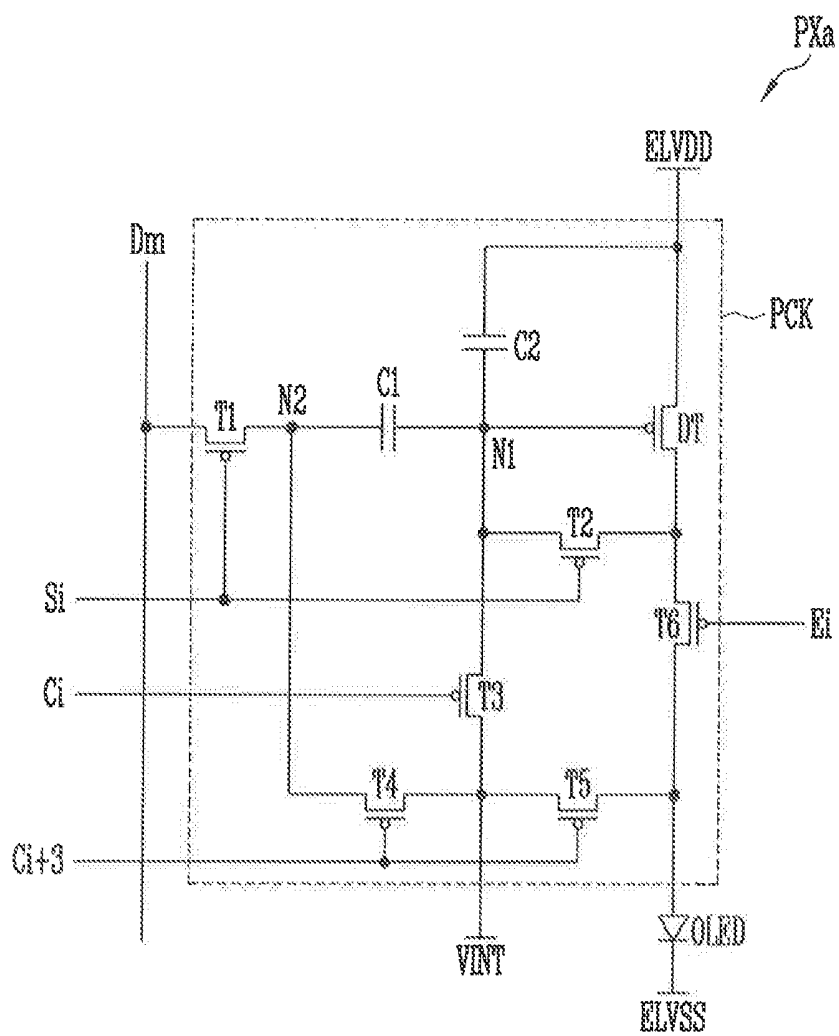 PXa
ELVDD
Dm
PCK
C2
C1
T1
N2
DT
N1
T2
Si
T6
Ei
Ci
T3
T4
T5
Ci+3
OLED
VINT
ELVSS